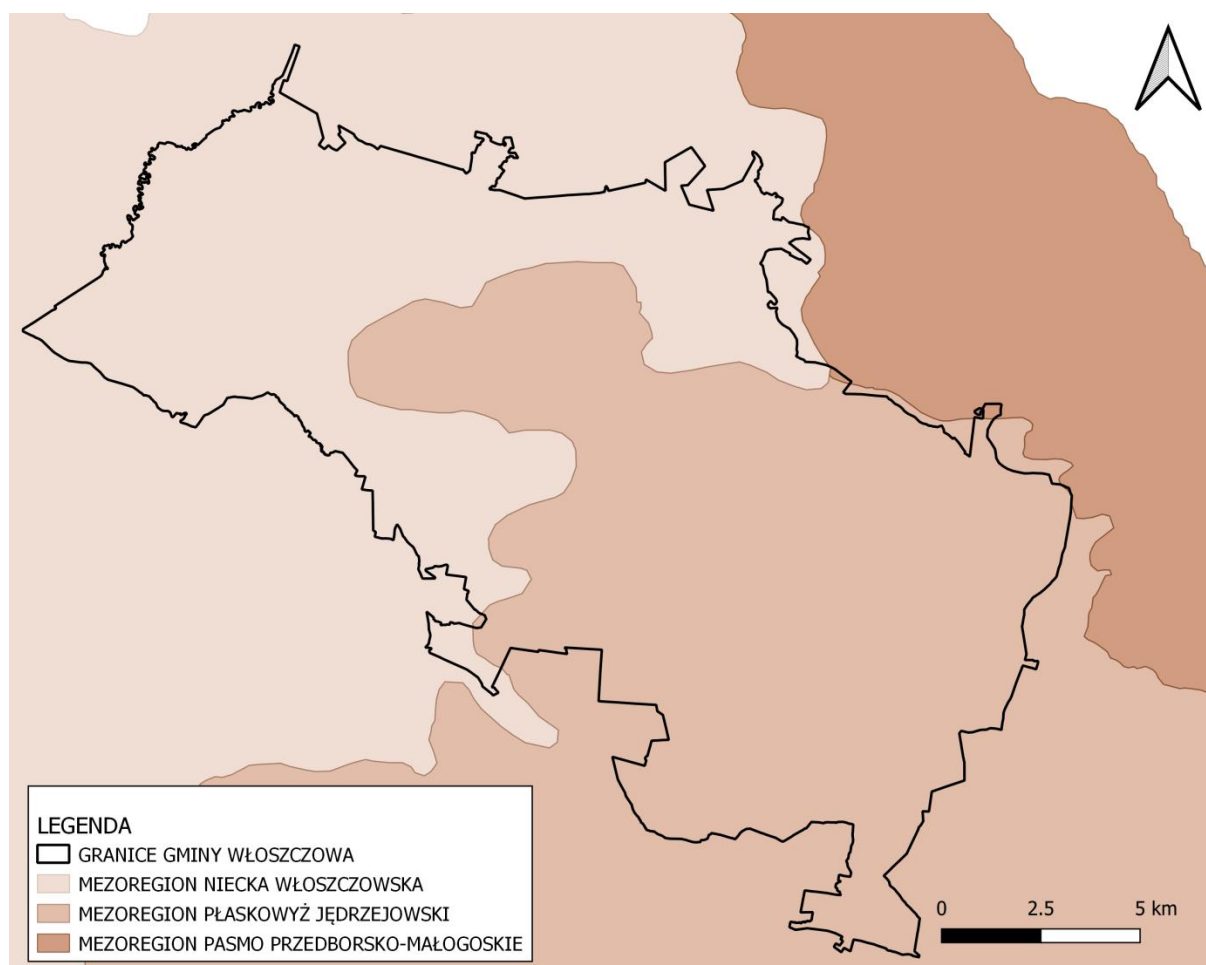 LEGENDA
GRANICE GMINY WŁOSZCZOWA
MEZOREGION NIECKA WŁOSZCZOWSKA
MEZOREGION PŁASKOWYŻ JĘDRZEJOWSKI
MEZOREGION PASMO PRZEDBORSKO-MAŁOGOSKIE
0 2.5 5 km